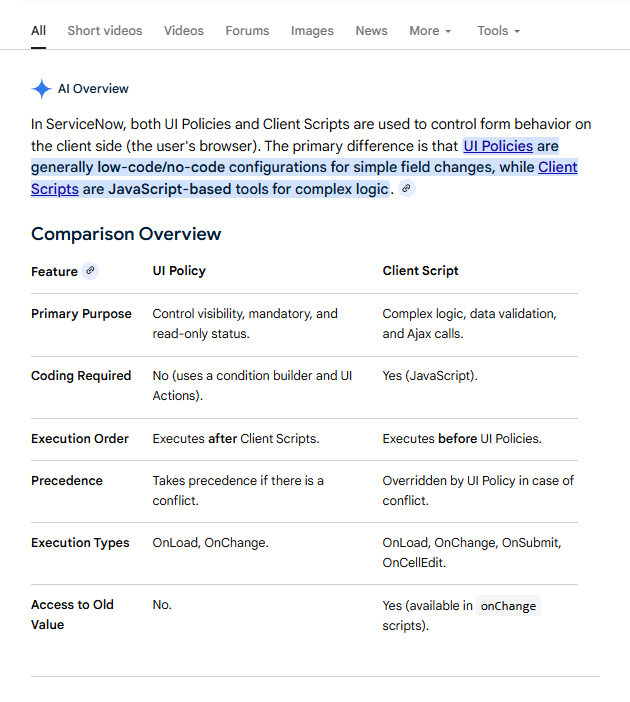 All Short videos Videos Forums Images News More Tools
AI Overview
In ServiceNow, both UI Policies and Client Scripts are used to control form behavior on
the client side (the user's browser). The primary difference is that UI Policies are
generally low-code/no-code configurations for simple field changes, while Client
Scripts are JavaScript-based tools for complex logic.
Comparison Overview
Feature UI Policy Client Script
Primary Purpose Control visibility, mandatory, and Complex logic, data validation,
read-only status. and Ajax calls.
Coding Required No (uses a condition builder and UI Yes (JavaScript).
Actions).
Execution Order Executes after Client Scripts. Executes before UI Policies.
Precedence Takes precedence if there is a Overridden by UI Policy in case of
conflict. conflict.
Execution Types OnLoad, OnChange. OnLoad, OnChange, OnSubmit,
OnCellEdit.
Access to Old No. Yes (available in onChange
Value scripts).